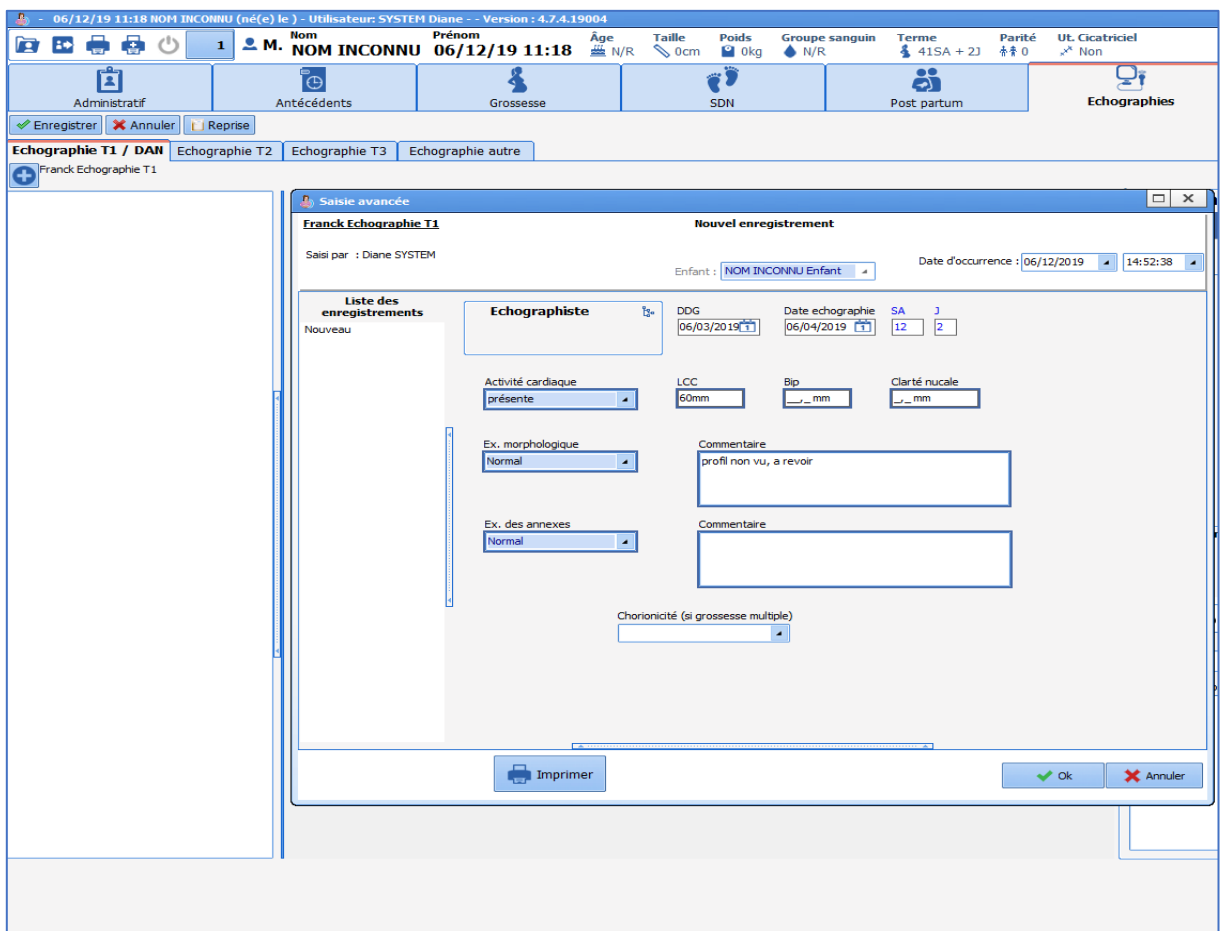 - 06/12/19 11:18 NOM INCONNU (né(e) le ) - Utilisateur: SYSTEM Diane - - Version : 4.7.4.19004
Nom Prénom Âge Taille Poids Groupe sanguin Terme Parité Ut. Cicatriciel
1 M. NOM INCONNU 06/12/19 11:18 N/R 0cm 0kg N/R 41SA + 2J 0 Non
Administratif Antécédents Grossesse SDN Post partum Echographies
Enregistrer Annuler Reprise
Echographie T1 / DAN Echographie T2 Echographie T3 Echographie autre
Franck Echographie T1
Saisie avancée
Franck Echographie T1 Nouvel enregistrement
Saisi par : Diane SYSTEM
Enfant : NOM INCONNU Enfant Date d'occurrence : 06/12/2019 14:52:38
Liste des
enregistrements
Nouveau
Echographiste
DDG Date echographie SA J
06/03/2019 06/04/2019 12 2
Activité cardiaque LCC Bip Clarté nucale
présente 60mm __,_ mm _,_ mm
Ex. morphologique Commentaire
Normal profil non vu, a revoir
Ex. des annexes Commentaire
Normal
Chorionicité (si grossesse multiple)
Imprimer Ok Annuler